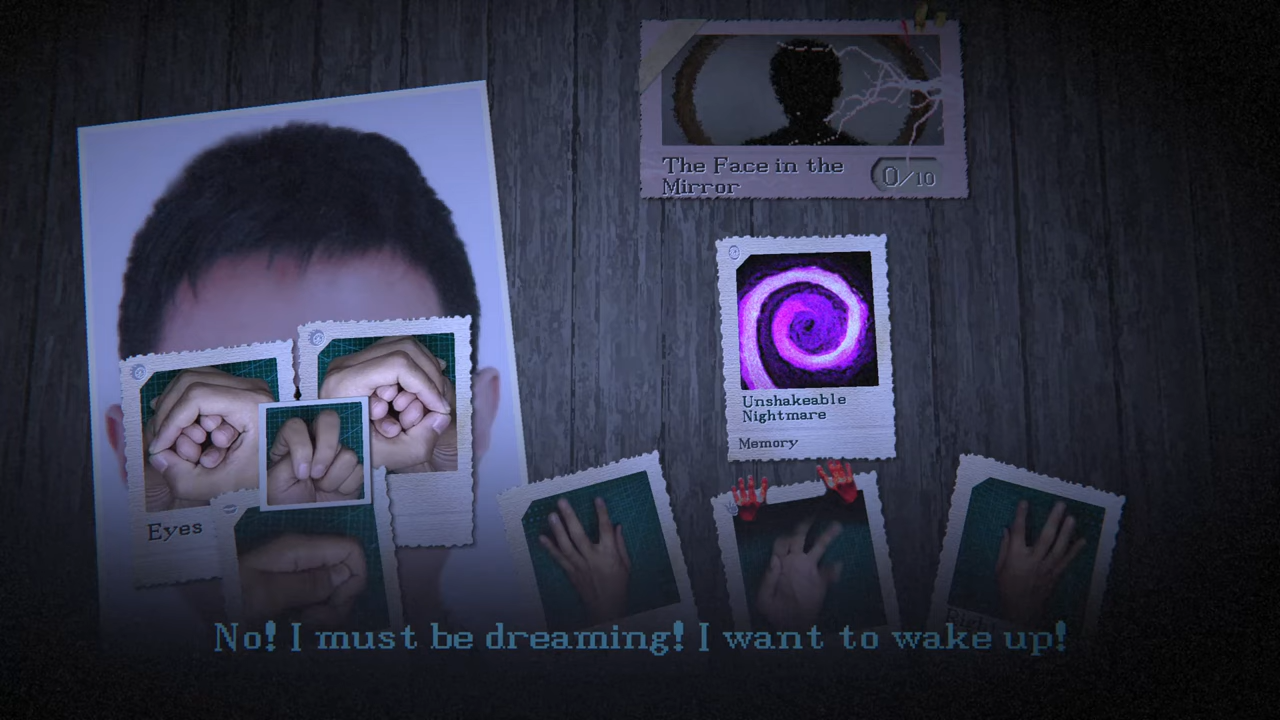 The Face in the
Mirror
0/10
Unshakeable
Nightmare
Memory
Eyes
No! I must be dreaming! I want to wake up!